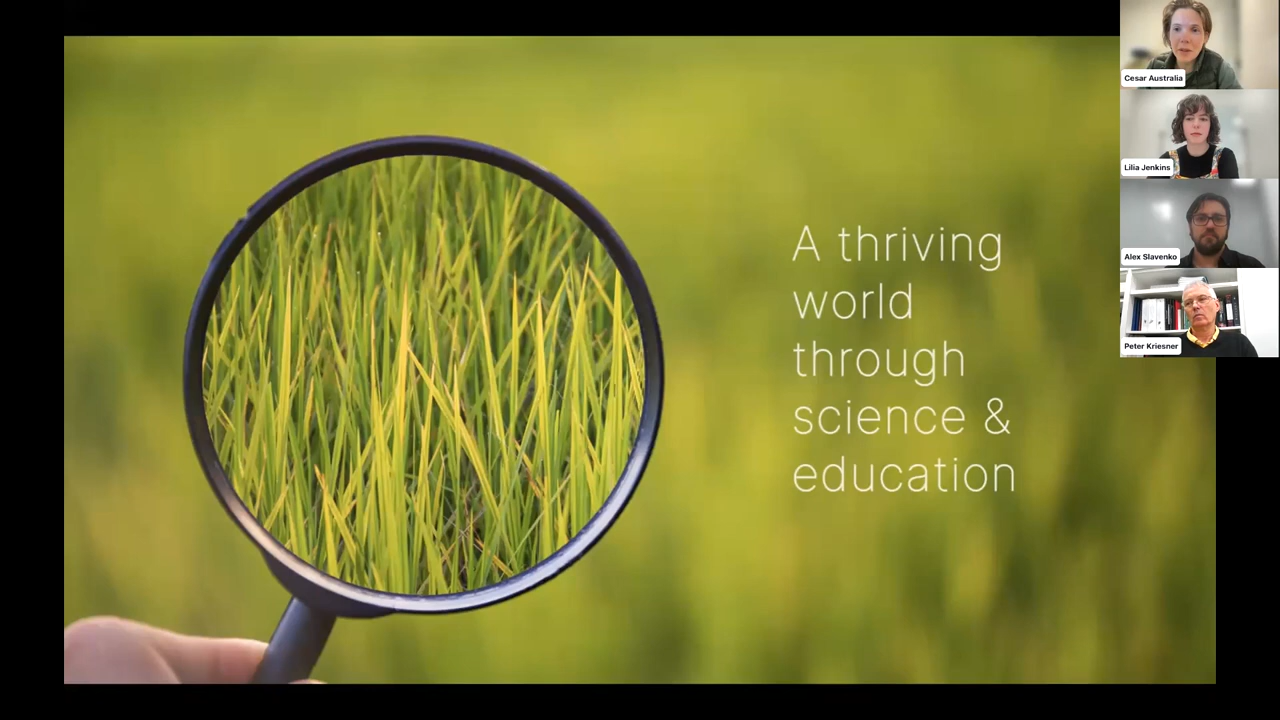 A thriving
world
through
science &
education
Cesar Australia
Lilia Jenkins
Alex Slavenko
Peter Kriesner